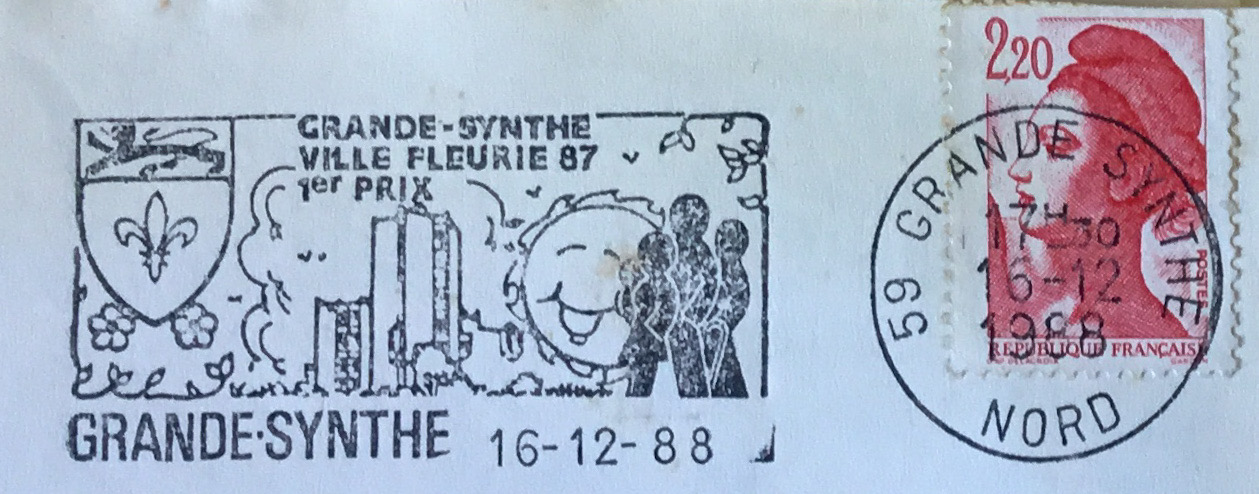 GRANDE-SYNTHE
VILLE FLEURIE 87
1er PRIX
GRANDE·SYNTHE 16-12-88
2,20
59 GRANDE SYNTHE
17H30
16-12
1988
NORD
POSTES
REPUBLIQUE FRANÇAISE